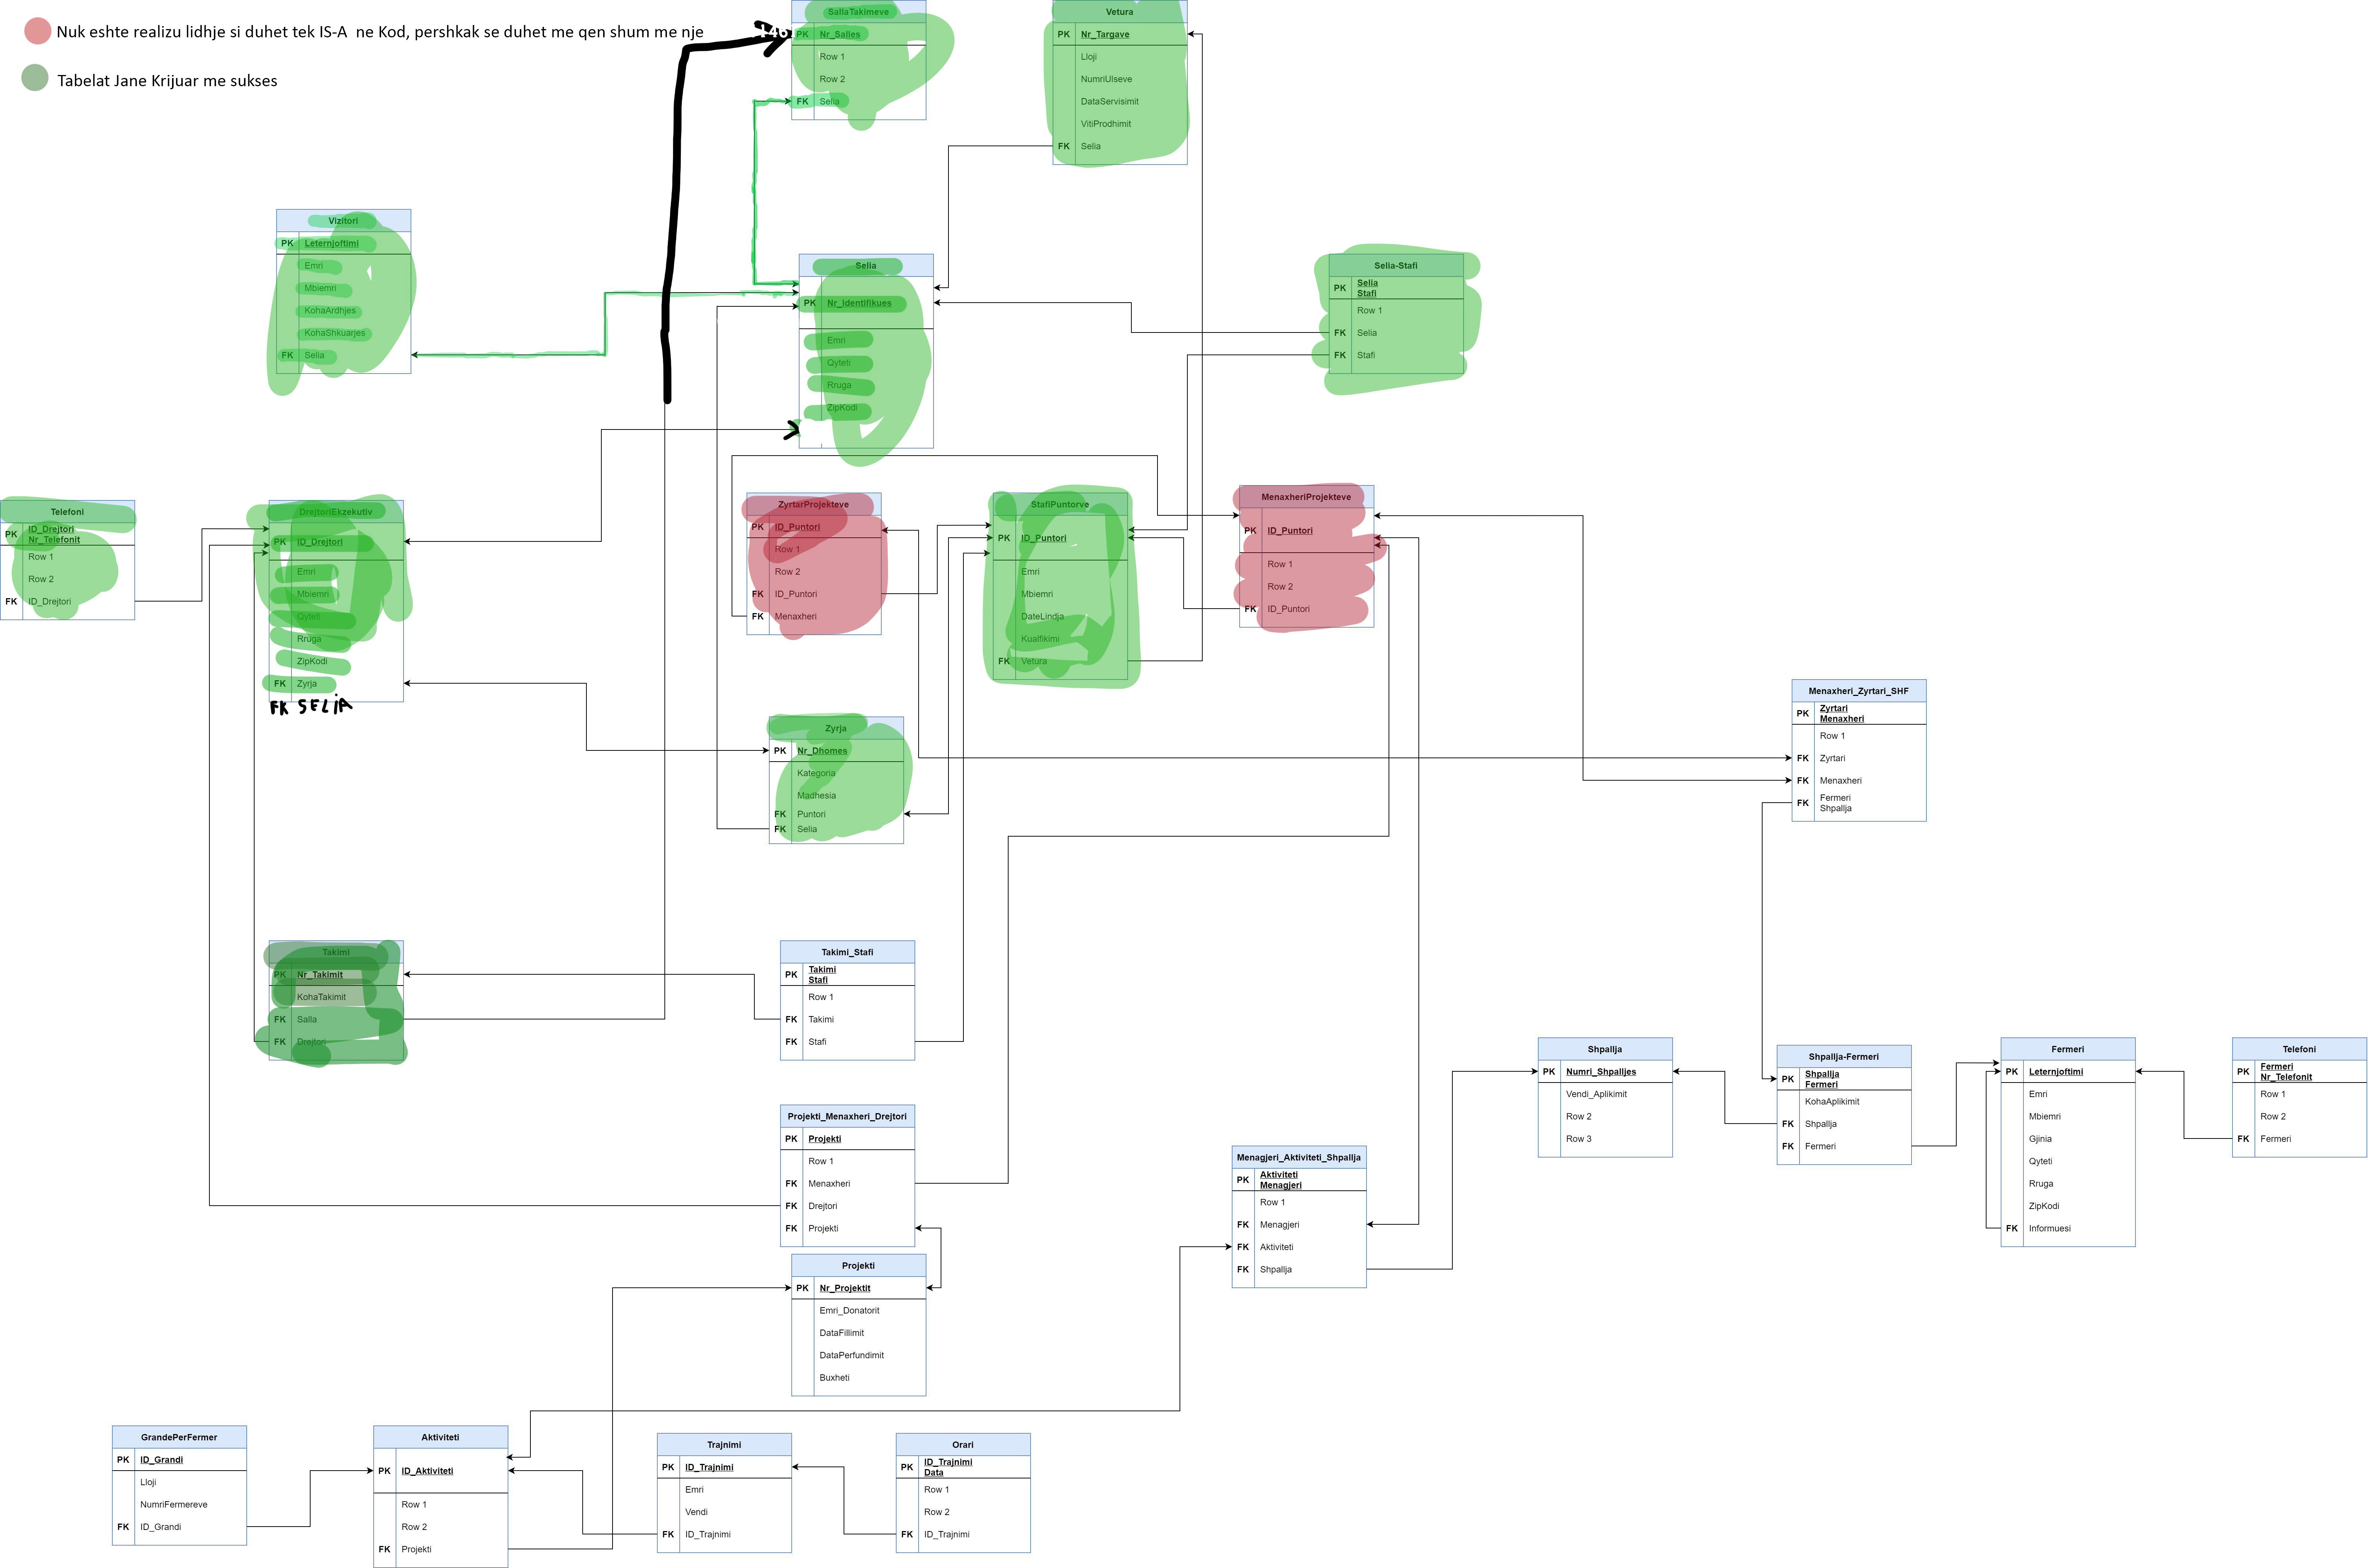 Nuk eshte realizu lidhje si duhet tek IS-A ne Kod, pershkak se duhet me qen shum me nje
Tabelat Jane Krijuar me sukses
SallaTakimeve
PK Nr_Salles
Row 1
Row 2
FK Selia
Vetura
PK Nr_Targave
Lloji
NumriUlseve
DataServisimit
VitiProdhimit
FK Selia
Vizitori
PK Leternjoftimi
Emri
Mbiemri
KohaArdhjes
KohaShkuarjes
FK Selia
Selia
PK Nr_Identifikues
Emri
Qyteti
Rruga
ZipKodi
Selia-Stafi
PK Selia
Stafi
Row 1
FK Selia
FK Stafi
Telefoni
PK ID_Drejtori
Nr_Telefonit
Row 1
Row 2
FK ID_Drejtori
DrejtoriEkzekutiv
PK ID_Drejtori
Emri
Mbiemri
Qyteti
Rruga
ZipKodi
FK Zyrja
FK SELiA
ZyrtarProjekteve
PK ID_Puntori
Row 1
Row 2
FK ID_Puntori
FK Menaxheri
StafiPuntorve
PK ID_Puntori
Emri
Mbiemri
DateLindja
Kualfikimi
FK Vetura
MenaxheriProjekteve
PK ID_Puntori
Row 1
Row 2
FK ID_Puntori
Zyrja
PK Nr_Dhomes
Kategoria
Madhesia
FK Puntori
FK Selia
Menaxheri_Zyrtari_SHF
PK Zyrtari
Menaxheri
Row 1
FK Zyrtari
FK Menaxheri
FK Fermeri
Shpallja
Takimi
PK Nr_Takimit
KohaTakimit
FK Salla
FK Drejtori
Takimi_Stafi
PK Takimi
Stafi
Row 1
FK Takimi
FK Stafi
Shpallja
PK Numri_Shpalljes
Vendi_Aplikimit
Row 2
Row 3
Shpallja-Fermeri
PK Shpallja
Fermeri
KohaAplikimit
FK Shpallja
FK Fermeri
Fermeri
PK Leternjoftimi
Emri
Mbiemri
Gjinia
Qyteti
Rruga
ZipKodi
FK Informuesi
Telefoni
PK Fermeri
Nr_Telefonit
Row 1
Row 2
FK Fermeri
Projekti_Menaxheri_Drejtori
PK Projekti
Row 1
FK Menaxheri
FK Drejtori
FK Projekti
Menagjeri_Aktiviteti_Shpallja
PK Aktiviteti
Menagjeri
Row 1
FK Menagjeri
FK Aktiviteti
FK Shpallja
Projekti
PK Nr_Projektit
Emri_Donatorit
DataFillimit
DataPerfundimit
Buxheti
GrandePerFermer
PK ID_Grandi
Lloji
NumriFermereve
FK ID_Grandi
Aktiviteti
PK ID_Aktiviteti
Row 1
Row 2
FK Projekti
Trajnimi
PK ID_Trajnimi
Emri
Vendi
FK ID_Trajnimi
Orari
PK ID_Trajnimi
Data
Row 1
Row 2
FK ID_Trajnimi